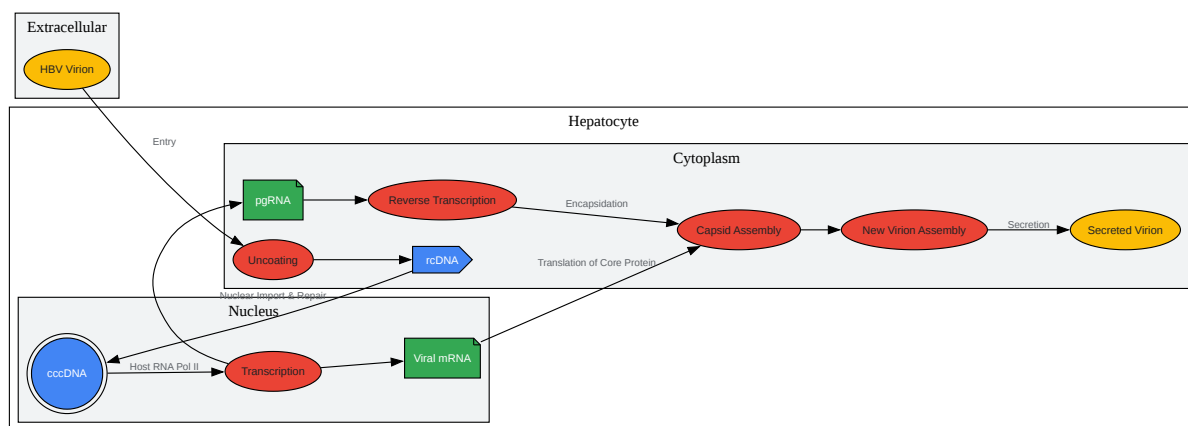 Extracellular
HBV Virion
Entry
Hepatocyte
Cytoplasm
pgRNA
Reverse Transcription
Encapsidation
Capsid Assembly
New Virion Assembly
Secretion
Secreted Virion
Uncoating
rcDNA
Translation of Core Protein
Nuclear Import & Repair
Nucleus
cccDNA
Host RNA Pol II
Transcription
Viral mRNA